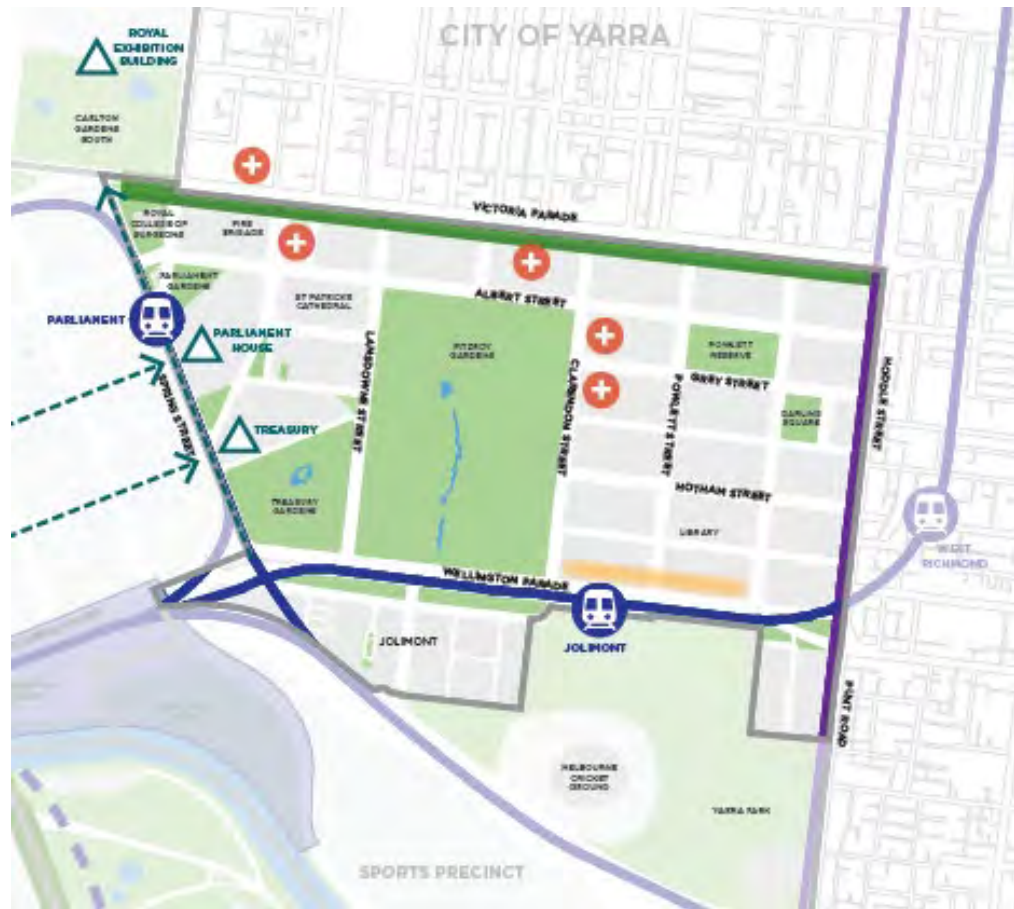 CITY OF YARRA
ROYAL
EXHIBITION
BUILDING
CARLTON
GARDENS
SOUTH
VICTORIA PARADE
ROYAL
COLLEGE OF
SURGEONS
FIRE
BRIGADE
PARLIAMENT
GARDENS
ST PATRICKS
CATHEDRAL
ALBERT STREET
PARLIAMENT
PARLIAMENT
HOUSE
LANSDOWNE STREET
FITZROY
GARDENS
CLARENDON STREET
POWLETT
RESERVE
GREY STREET
POWLETT STREET
HODDLE STREET
DARLING
SQUARE
SPRING STREET
TREASURY
HOTHAM STREET
TREASURY
GARDENS
LIBRARY
WEST
RICHMOND
WELLINGTON PARADE
JOLIMONT
JOLIMONT
PUNT ROAD
MELBOURNE
CRICKET
GROUND
YARRA PARK
SPORTS PRECINCT